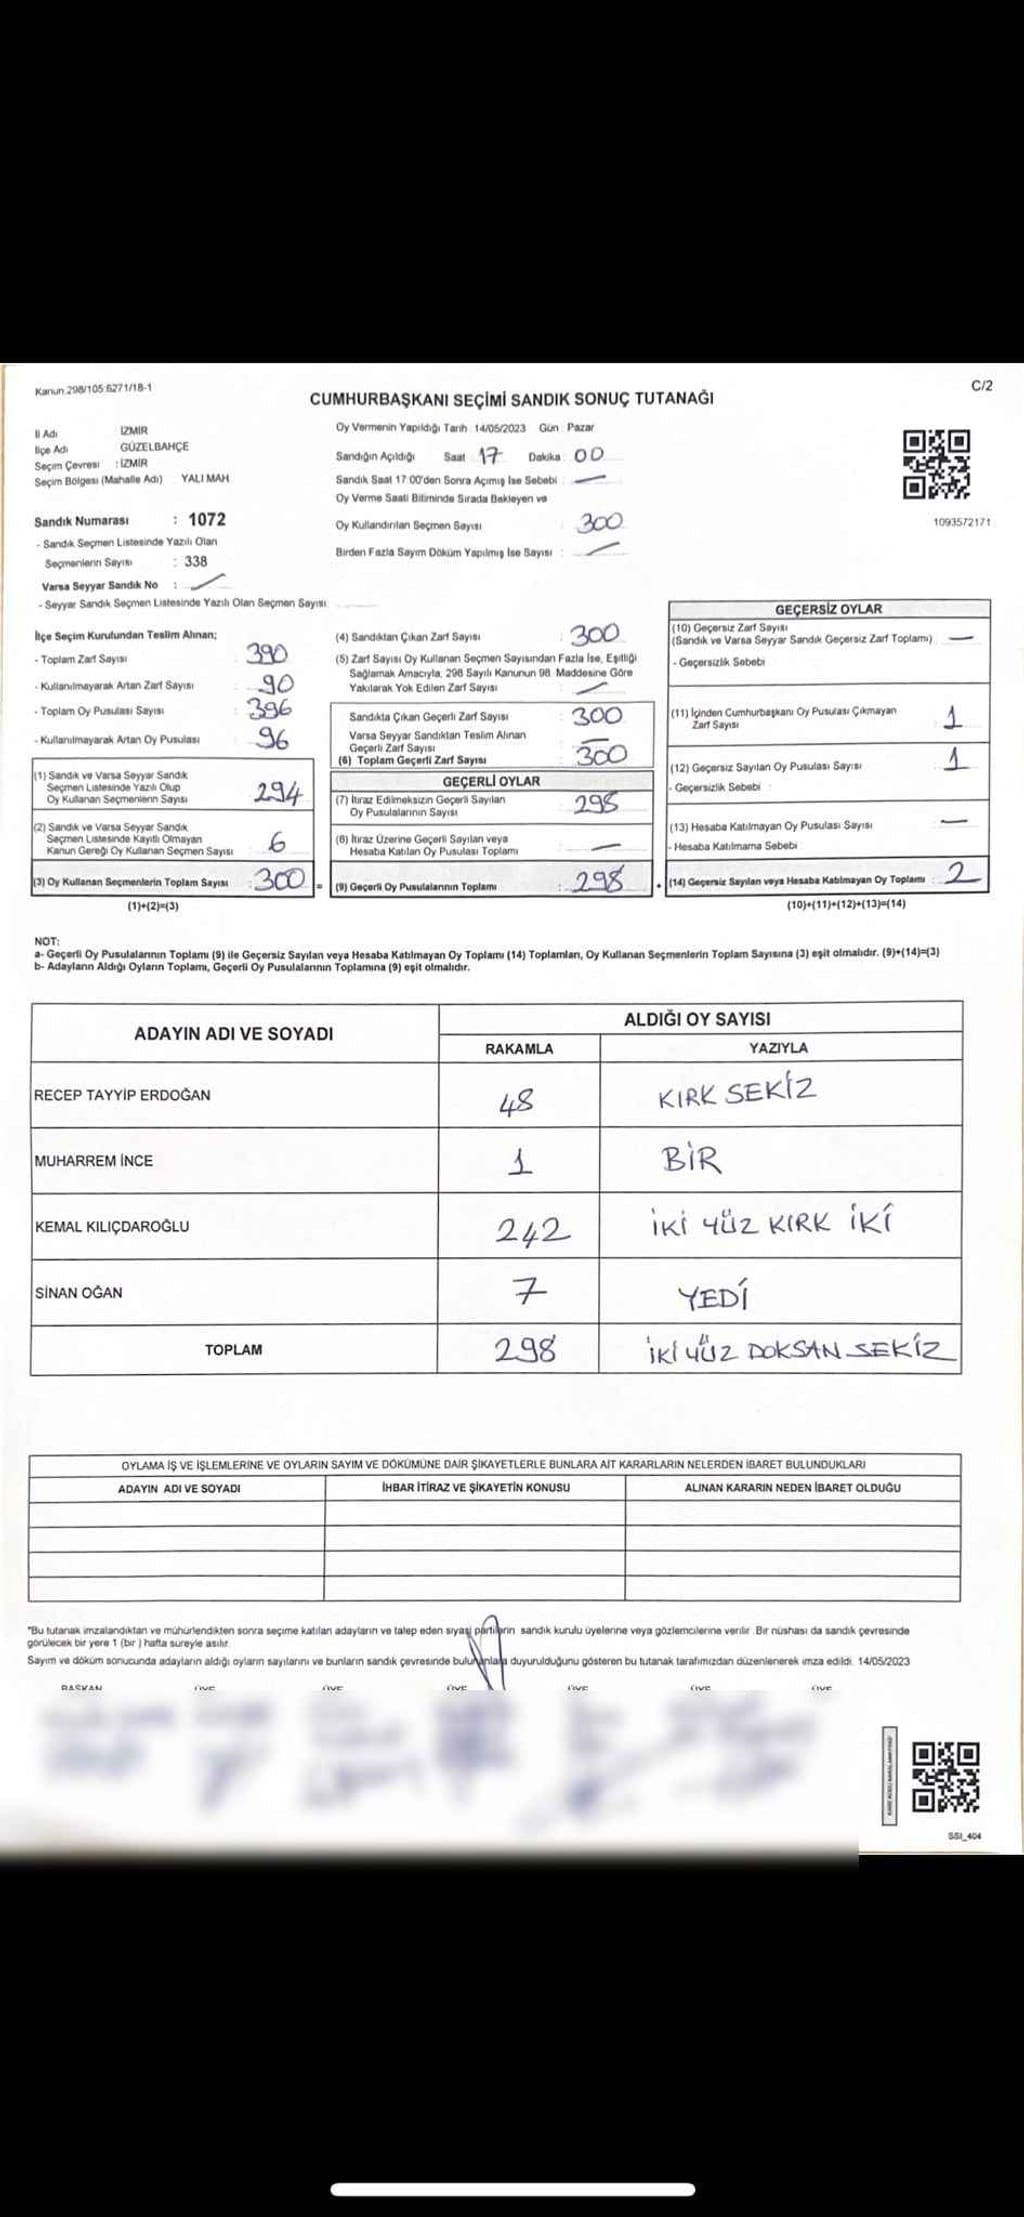 Kanun 298/105 6271/18-1
C/2
CUMHURBAŞKANI SEÇİMİ SANDIK SONUÇ TUTANAĞI
İl Adı : İZMİR
İlçe Adı : GÜZELBAHÇE
Seçim Çevresi : İZMİR
Seçim Bölgesi (Mahalle Adı) : YALI MAH
Sandık Numarası : 1072
- Sandık Seçmen Listesinde Yazılı Olan
Seçmenlerin Sayısı : 338
Varsa Seyyar Sandık No : —
- Seyyar Sandık Seçmen Listesinde Yazılı Olan Seçmen Sayısı:
Oy Vermenin Yapıldığı Tarih :14/05/2023 Gün : Pazar
Sandığın Açıldığı Saat : 17 Dakika : 00
Sandık Saat 17:00'den Sonra Açımış İse Sebebi : —
Oy Verme Saati Bitiminde Sırada Bekleyen ve
Oy Kullandırılan Seçmen Sayısı : 300
Birden Fazla Sayım Döküm Yapılmış İse Sayısı : —
1093572171
İlçe Seçim Kurulundan Teslim Alınan;
- Toplam Zarf Sayısı : 390
- Kullanılmayarak Artan Zarf Sayısı : 90
- Toplam Oy Pusulası Sayısı : 396
- Kullanılmayarak Artan Oy Pusulası : 96
(1) Sandık ve Varsa Seyyar Sandık
Seçmen Listesinde Yazılı Olup
Oy Kullanan Seçmenlerin Sayısı : 294
(2) Sandık ve Varsa Seyyar Sandık
Seçmen Listesinde Kayıtlı Olmayan
Kanun Gereği Oy Kullanan Seçmen Sayısı : 6
(3) Oy Kullanan Seçmenlerin Toplam Sayısı : 300 =
(1)+(2)=(3)
(4) Sandıktan Çıkan Zarf Sayısı : 300
(5) Zarf Sayısı Oy Kullanan Seçmen Sayısından Fazla İse, Eşitliği
Sağlamak Amacıyla, 298 Sayılı Kanunun 98. Maddesine Göre
Yakılarak Yok Edilen Zarf Sayısı : —
Sandıkta Çıkan Geçerli Zarf Sayısı : 300
Varsa Seyyar Sandıktan Teslim Alınan
Geçerli Zarf Sayısı : —
(6) Toplam Geçerli Zarf Sayısı : 300
GEÇERLİ OYLAR
(7) İtiraz Edilmeksizin Geçerli Sayılan
Oy Pusulalarının Sayısı : 298
(8) İtiraz Üzerine Geçerli Sayılan veya
Hesaba Katılan Oy Pusulası Toplamı : —
(9) Geçerli Oy Pusulalarının Toplamı : 298 +
GEÇERSİZ OYLAR
(10) Geçersiz Zarf Sayısı
(Sandık ve Varsa Seyyar Sandık Geçersiz Zarf Toplamı) : —
- Geçersizlik Sebebi
(11) İçinden Cumhurbaşkanı Oy Pusulası Çıkmayan
Zarf Sayısı : 1
(12) Geçersiz Sayılan Oy Pusulası Sayısı : 1
- Geçersizlik Sebebi :
(13) Hesaba Katılmayan Oy Pusulası Sayısı : —
- Hesaba Katılmama Sebebi
(14) Geçersiz Sayılan veya Hesaba Katılmayan Oy Toplamı : 2
(10)+(11)+(12)+(13)=(14)
NOT:
a- Geçerli Oy Pusulalarının Toplamı (9) ile Geçersiz Sayılan veya Hesaba Katılmayan Oy Toplamı (14) Toplamları, Oy Kullanan Seçmenlerin Toplam Sayısına (3) eşit olmalıdır. (9)+(14)=(3)
b- Adayların Aldığı Oyların Toplamı, Geçerli Oy Pusulalarının Toplamına (9) eşit olmalıdır.
ADAYIN ADI VE SOYADI
ALDIĞI OY SAYISI
RAKAMLA YAZIYLA
RECEP TAYYİP ERDOĞAN 48 KIRK SEKİZ
MUHARREM İNCE 1 BİR
KEMAL KILIÇDAROĞLU 242 İKİ YÜZ KIRK İKİ
SİNAN OĞAN 7 YEDİ
TOPLAM 298 İKİ YÜZ DOKSAN SEKİZ
OYLAMA İŞ VE İŞLEMLERİNE VE OYLARIN SAYIM VE DÖKÜMÜNE DAİR ŞİKAYETLERLE BUNLARA AİT KARARLARIN NELERDEN İBARET BULUNDUKLARI
ADAYIN ADI VE SOYADI İHBAR İTİRAZ VE ŞİKAYETİN KONUSU ALINAN KARARIN NEDEN İBARET OLDUĞU
*Bu tutanak imzalandıktan ve mühürlendikten sonra seçime katılan adayların ve talep eden siyasi partilerin sandık kurulu üyelerine veya gözlemcilerine verilir. Bir nüshası da sandık çevresinde
görülecek bir yere 1 (bir) hafta süreyle asılır.
Sayım ve döküm sonucunda adayların aldığı oyların sayılarını ve bunların sandık çevresinde bulunanlara duyurulduğunu gösteren bu tutanak tarafımızdan düzenlenerek imza edildi. 14/05/2023
BAŞKAN ÜYE ÜYE ÜYE ÜYE ÜYE ÜYE
SSI_404